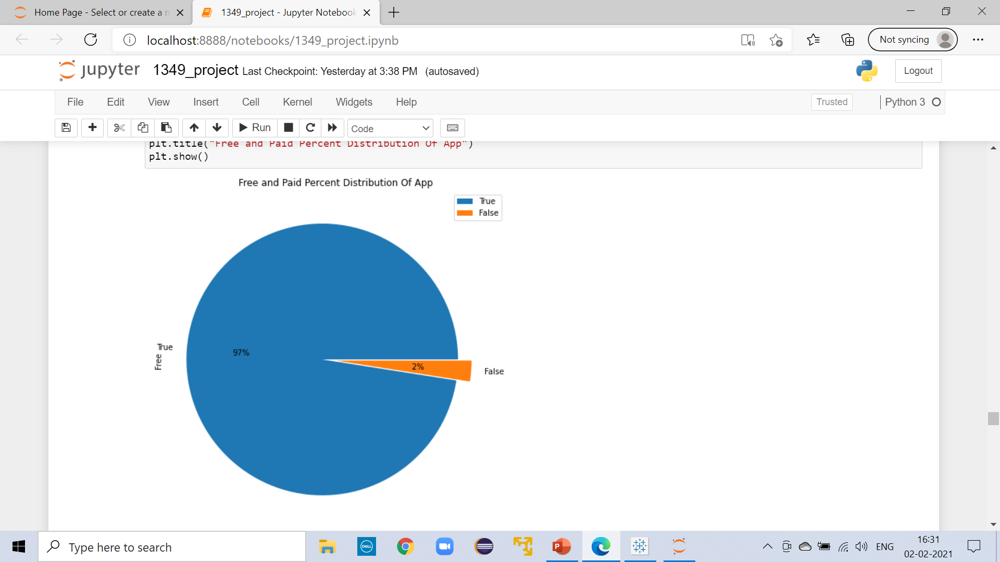 Home Page - Select or create a n
1349_project - Jupyter Notebook
localhost:8888/notebooks/1349_project.ipynb
Not syncing
jupyter 1349_project Last Checkpoint: Yesterday at 3:38 PM (autosaved)
Logout
File Edit View Insert Cell Kernel Widgets Help
Trusted
Python 3
Run
Code
plt.title("Free and Paid Percent Distribution Of App")
plt.show()
Free and Paid Percent Distribution Of App
True
False
True
Free
97%
2%
False
Type here to search
DELL
P
ENG
16:31
02-02-2021